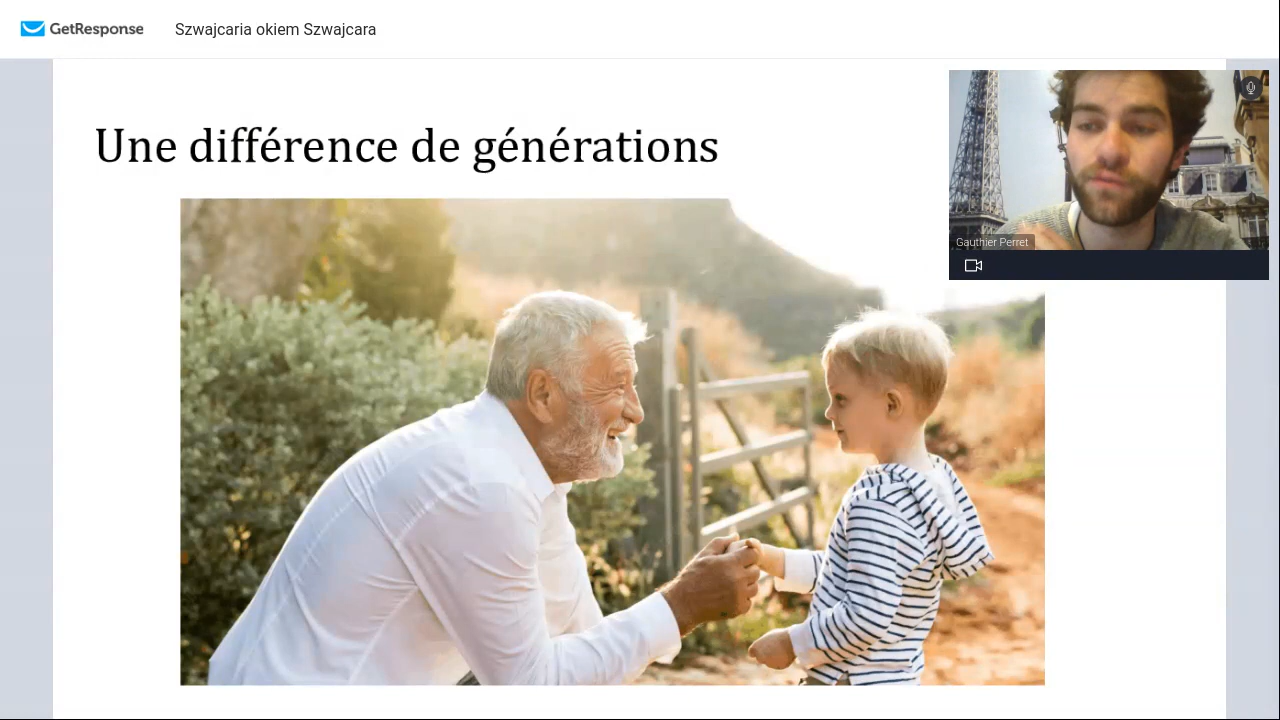 GetResponse
Szwajcaria okiem Szwajcara
Une différence de générations
Gauthier Perret